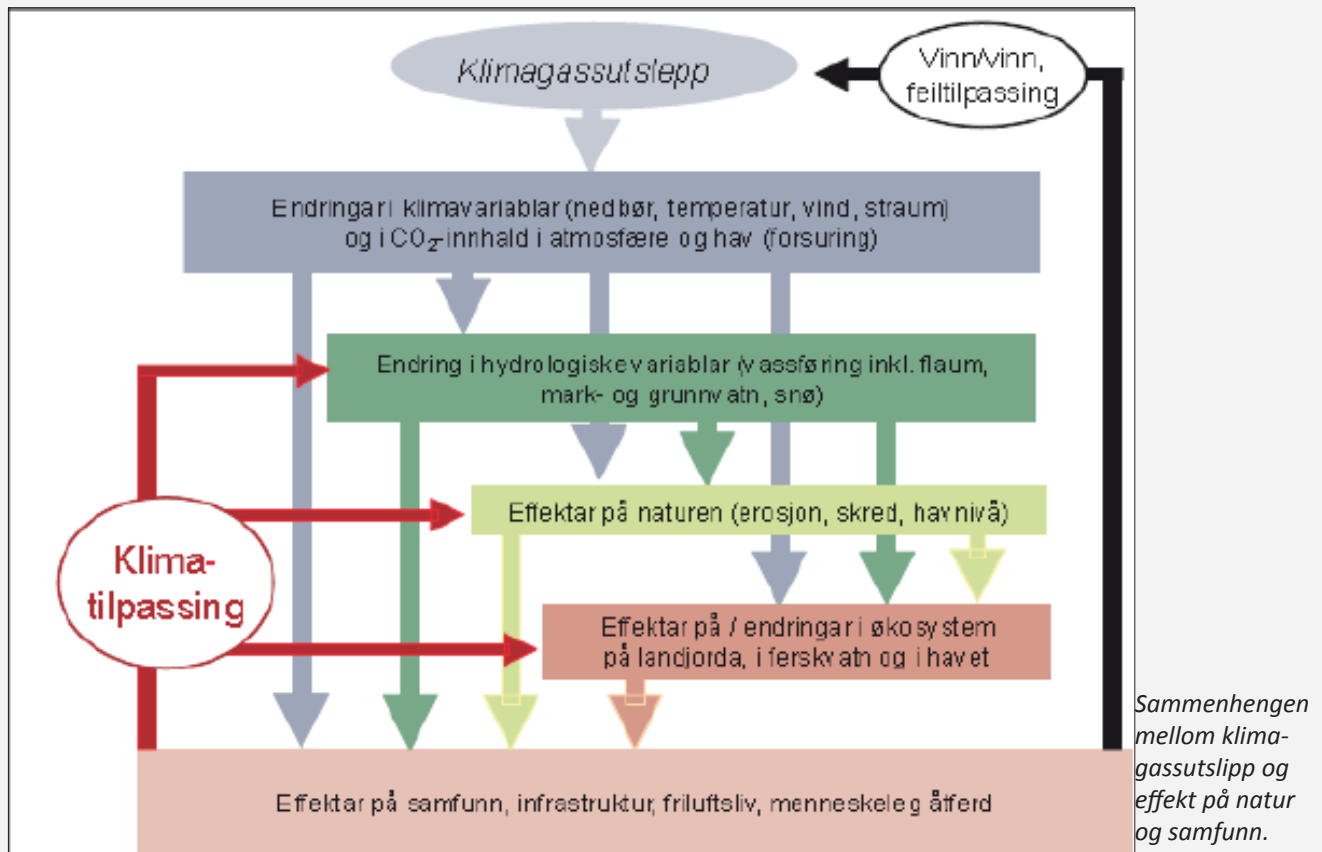 Klimagassutslepp
Vinn/vinn,
feiltilpassing
Endringar i klimavariablar (nedbør, temperatur, vind, straum)
og i CO₂-innhald i atmosfære og hav (forsuring)
Endring i hydrologiske variablar (vassføring inkl. flaum,
mark- og grunnvatn, snø)
Effektar på naturen (erosjon, skred, havnivå)
Klima-
tilpassing
Effektar på / endringar i økosystem
på landjorda, i ferskvatn og i havet
Effektar på samfunn, infrastruktur, friluftsliv, menneskeleg åtferd
Sammenhengen
mellom klima-
gassutslipp og
effekt på natur
og samfunn.